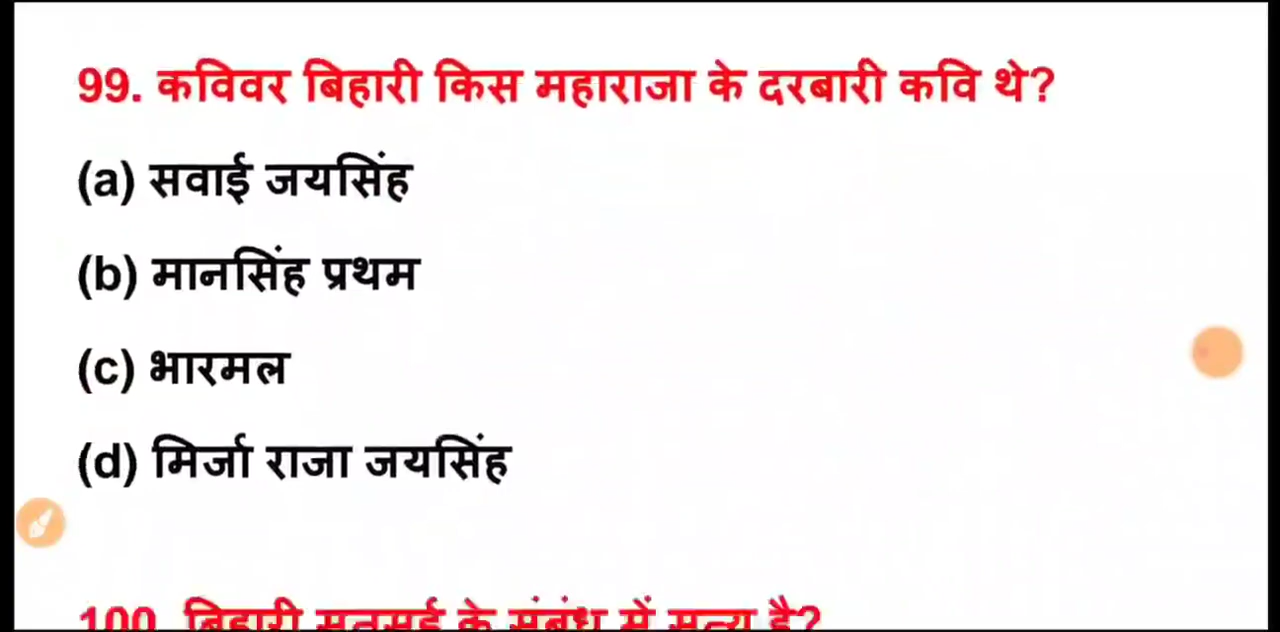 99. कविवर बिहारी किस महाराजा के दरबारी कवि थे?
(a) सवाई जयसिंह
(b) मानसिंह प्रथम
(c) भारमल
(d) मिर्जा राजा जयसिंह
100. बिहारी सतसई के संबंध में सत्य है?